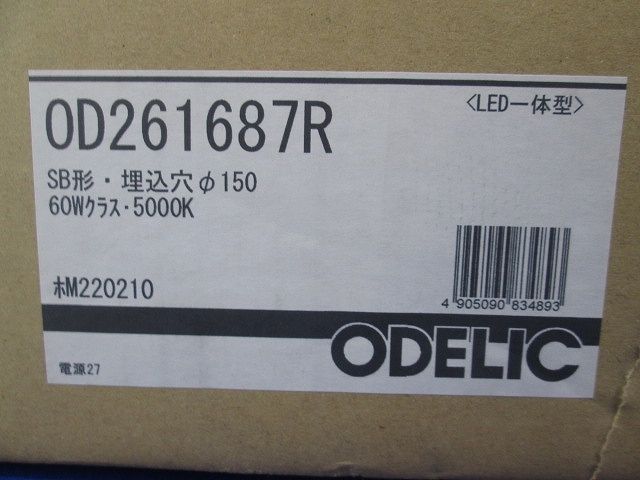 OD261687R
〈LED一体型〉
SB形・埋込穴φ150
60Wクラス・5000K
ホM220210
4 905090 834893
ODELIC
電源27